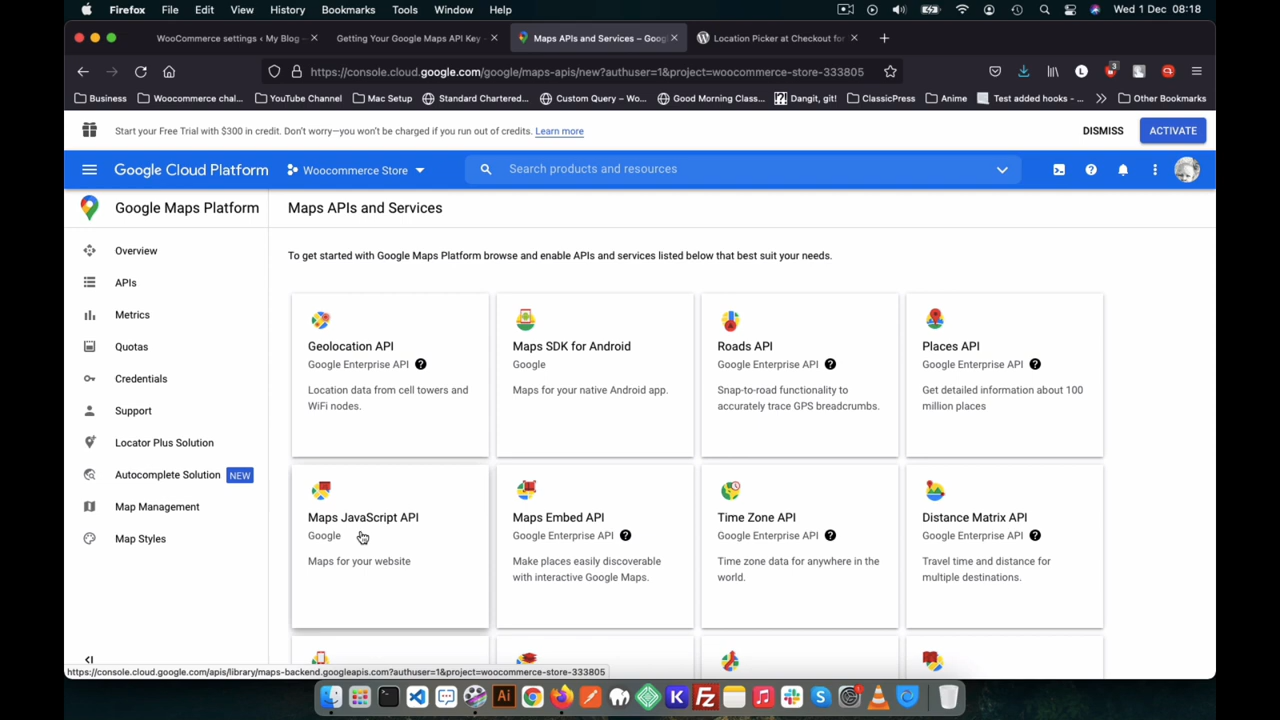 Firefox File Edit View History Bookmarks Tools Window Help Wed 1 Dec 08:18
WooCommerce settings ‹ My Blog Getting Your Google Maps API Key Maps APIs and Services – Goog Location Picker at Checkout for
https://console.cloud.google.com/google/maps-apis/new?authuser=1&project=woocommerce-store-333805
Business Woocommerce chal... YouTube Channel Mac Setup Standard Chartered... Custom Query – Wo... Good Morning Class... Dangit, git! ClassicPress Anime Test added hooks - ... Other Bookmarks
Start your Free Trial with $300 in credit. Don't worry—you won't be charged if you run out of credits. Learn more DISMISS ACTIVATE
Google Cloud Platform Woocommerce Store Search products and resources
Google Maps Platform
Overview
APIs
Metrics
Quotas
Credentials
Support
Locator Plus Solution
Autocomplete Solution NEW
Map Management
Map Styles
Maps APIs and Services
To get started with Google Maps Platform browse and enable APIs and services listed below that best suit your needs.
Geolocation API
Google Enterprise API
Location data from cell towers and
WiFi nodes.
Maps SDK for Android
Google
Maps for your native Android app.
Roads API
Google Enterprise API
Snap-to-road functionality to
accurately trace GPS breadcrumbs.
Places API
Google Enterprise API
Get detailed information about 100
million places
Maps JavaScript API
Google
Maps for your website
Maps Embed API
Google Enterprise API
Make places easily discoverable
with interactive Google Maps.
Time Zone API
Google Enterprise API
Time zone data for anywhere in the
world.
Distance Matrix API
Google Enterprise API
Travel time and distance for
multiple destinations.
https://console.cloud.google.com/apis/library/maps-backend.googleapis.com?authuser=1&project=woocommerce-store-333805